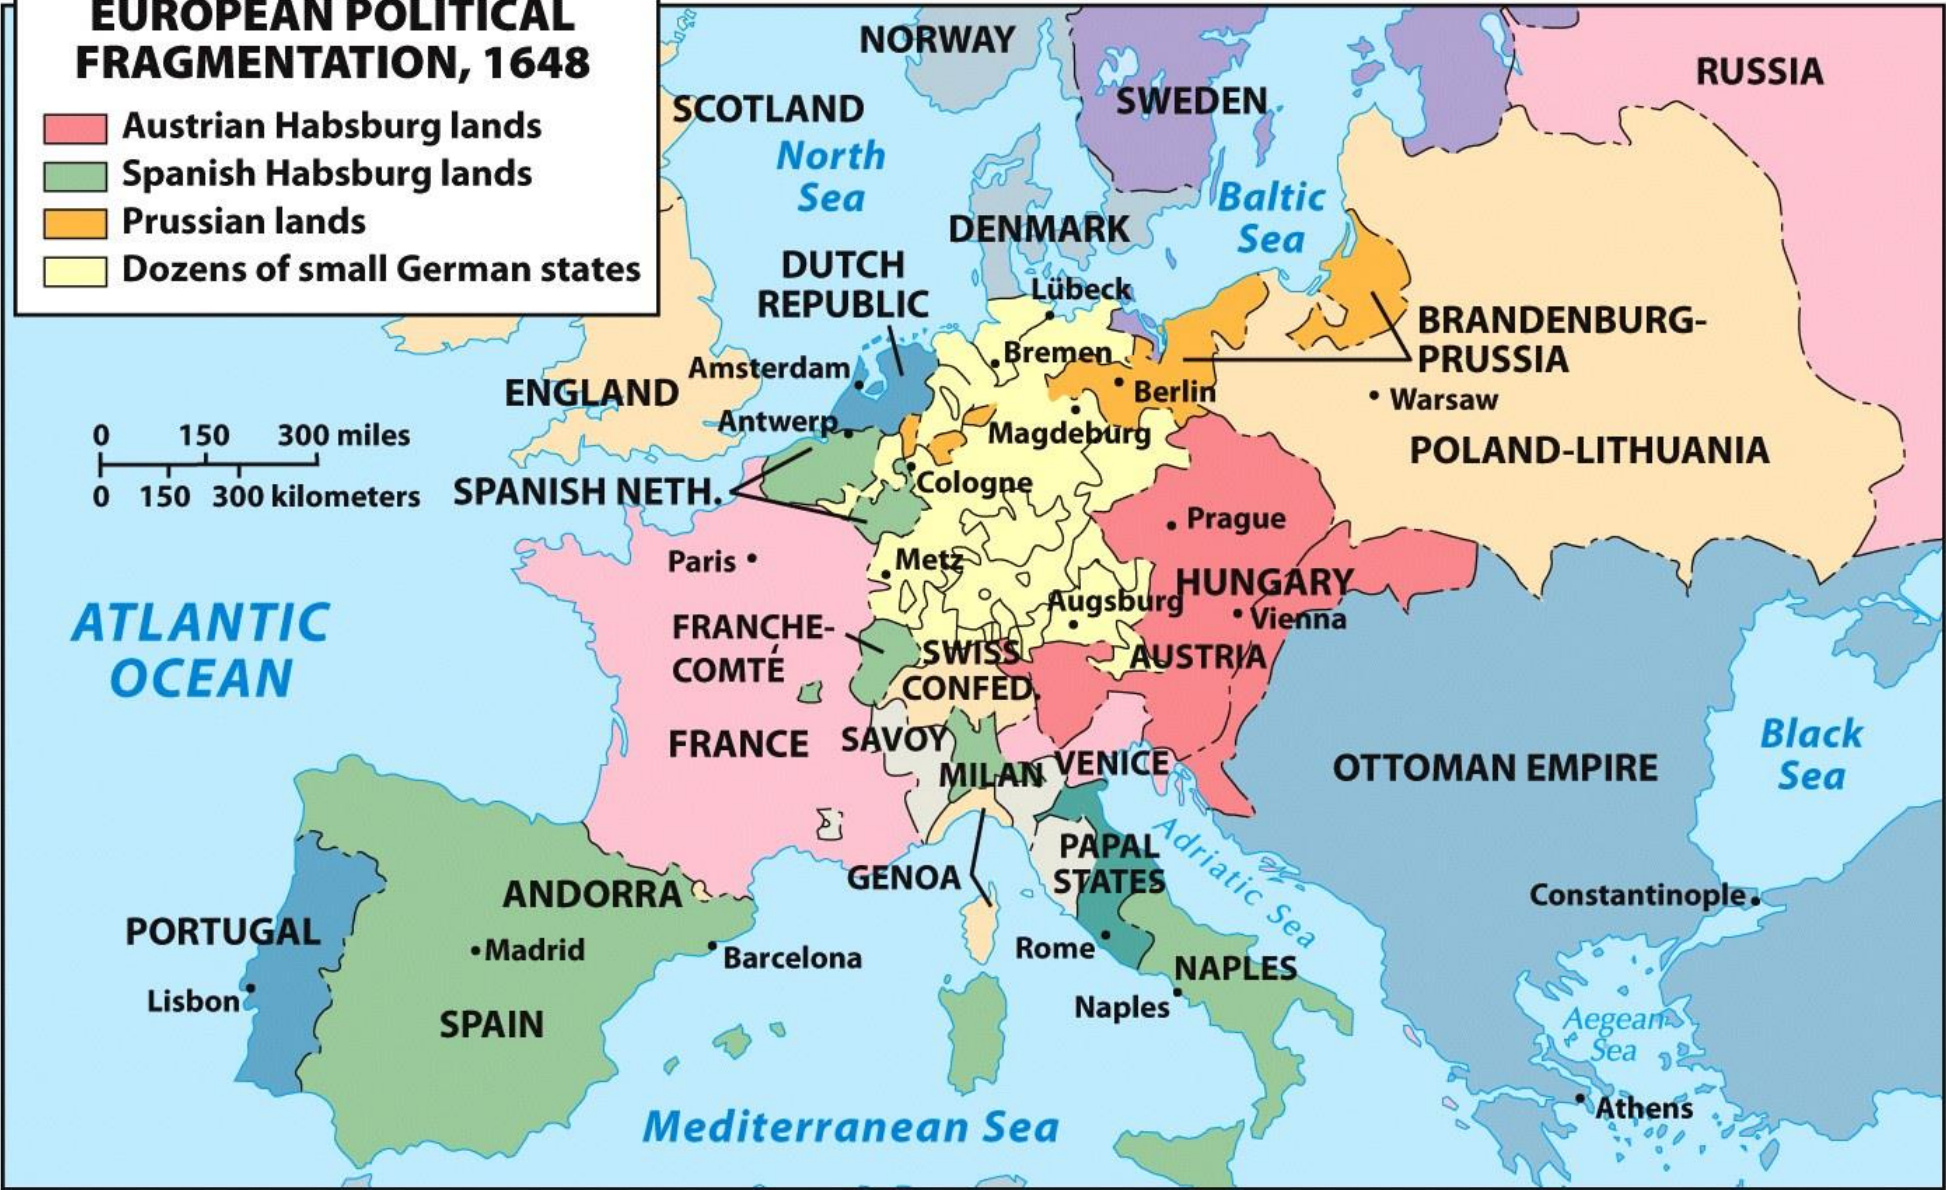 EUROPEAN POLITICAL
FRAGMENTATION, 1648
Austrian Habsburg lands
Spanish Habsburg lands
Prussian lands
Dozens of small German states
NORWAY
SWEDEN
RUSSIA
SCOTLAND
North
Sea
Baltic
Sea
DENMARK
DUTCH
REPUBLIC
Lübeck
BRANDENBURG-
PRUSSIA
Bremen
Amsterdam
Berlin
ENGLAND
Warsaw
Antwerp
Magdeburg
POLAND-LITHUANIA
0 150 300 miles
0 150 300 kilometers
SPANISH NETH.
Cologne
Prague
Paris
Metz
HUNGARY
Augsburg
Vienna
ATLANTIC
OCEAN
FRANCHE-
COMTÉ
SWISS
CONFED.
AUSTRIA
FRANCE
SAVOY
MILAN
VENICE
OTTOMAN EMPIRE
Black
Sea
Adriatic Sea
PAPAL
STATES
GENOA
ANDORRA
Constantinople
PORTUGAL
Madrid
Barcelona
Rome
NAPLES
Lisbon
Naples
SPAIN
Aegean
Sea
Athens
Mediterranean Sea